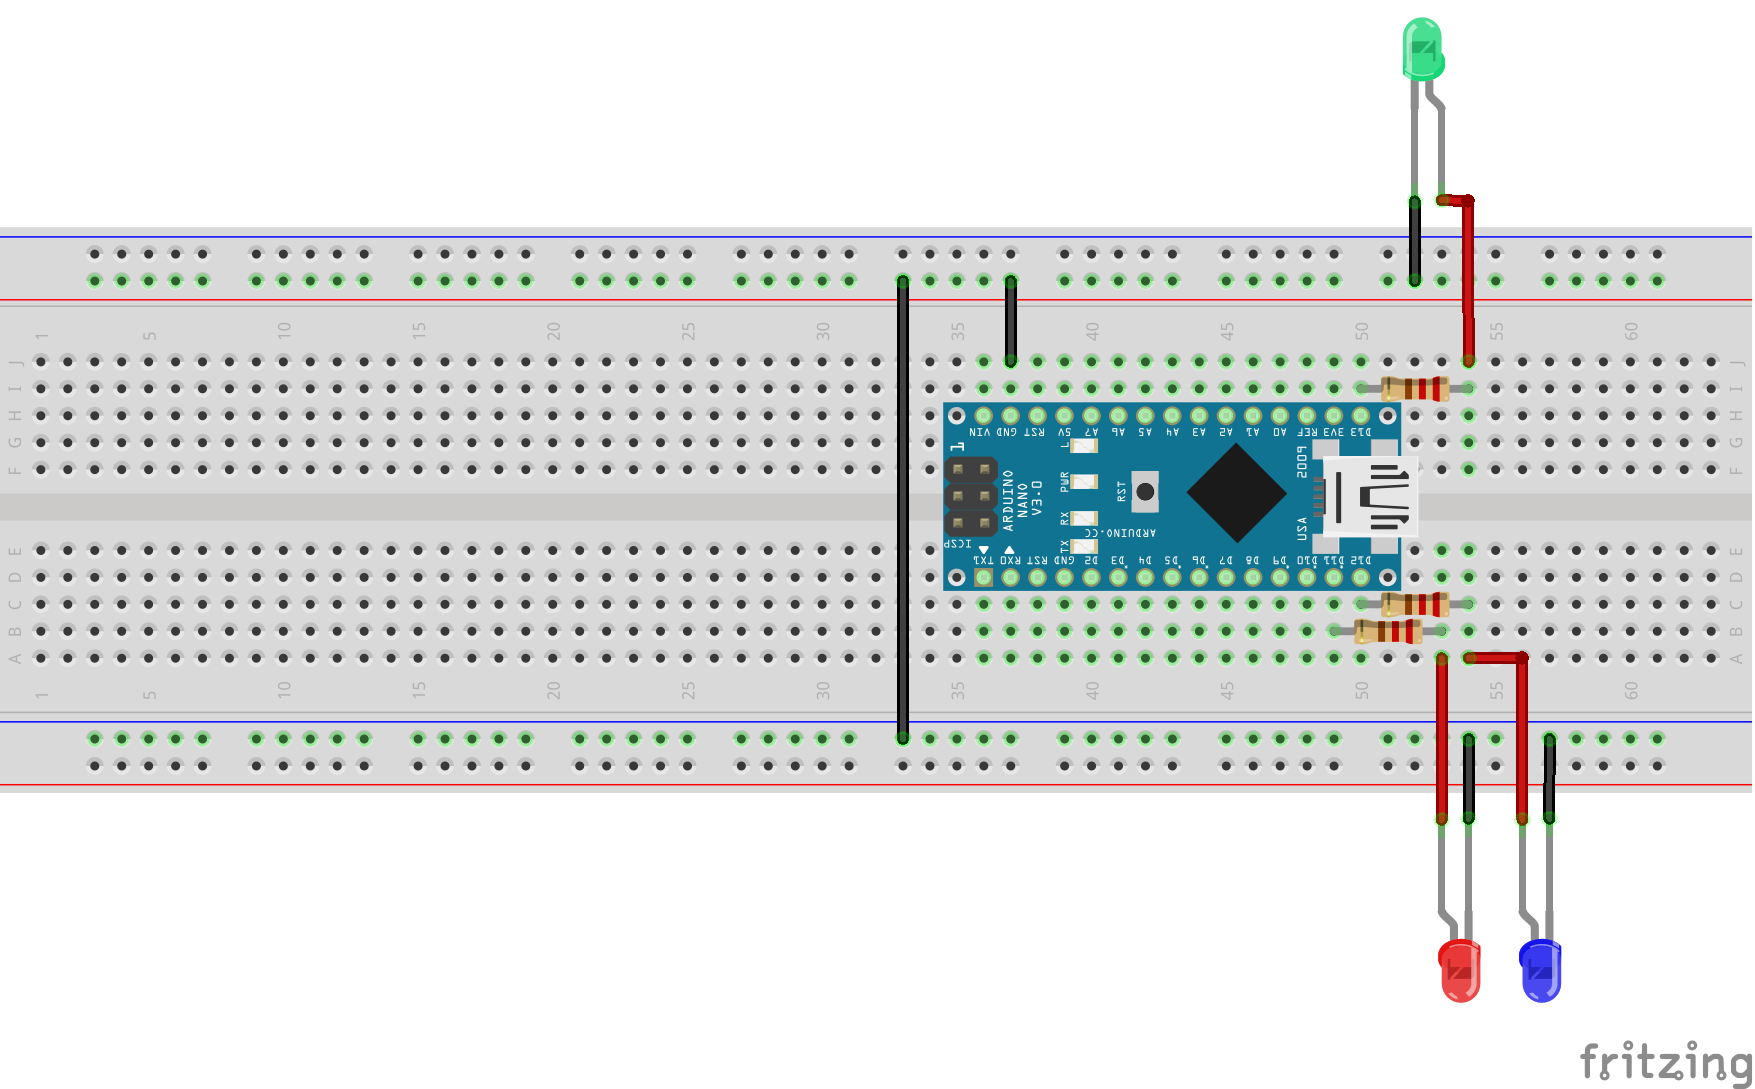 1 5 10 15 20 25 30 35 40 45 50 55 60
J
I
H
G
F
J
I
H
G
F
VIN GND RST 5V A7 A6 A5 A4 A3 A2 A1 A0 REF 3V3 D13
1
L
PWR
RX
TX
RST
ARDUINO
NANO
V3.0
ARDUINO.CC
2009
USA
ICSP
TX1 RX0 RST GND D2 D3 D4 D5 D6 D7 D8 D9 D10 D11 D12
E
D
C
B
A
E
D
C
B
A
1 5 10 15 20 25 30 35 40 45 50 55 60
fritzing